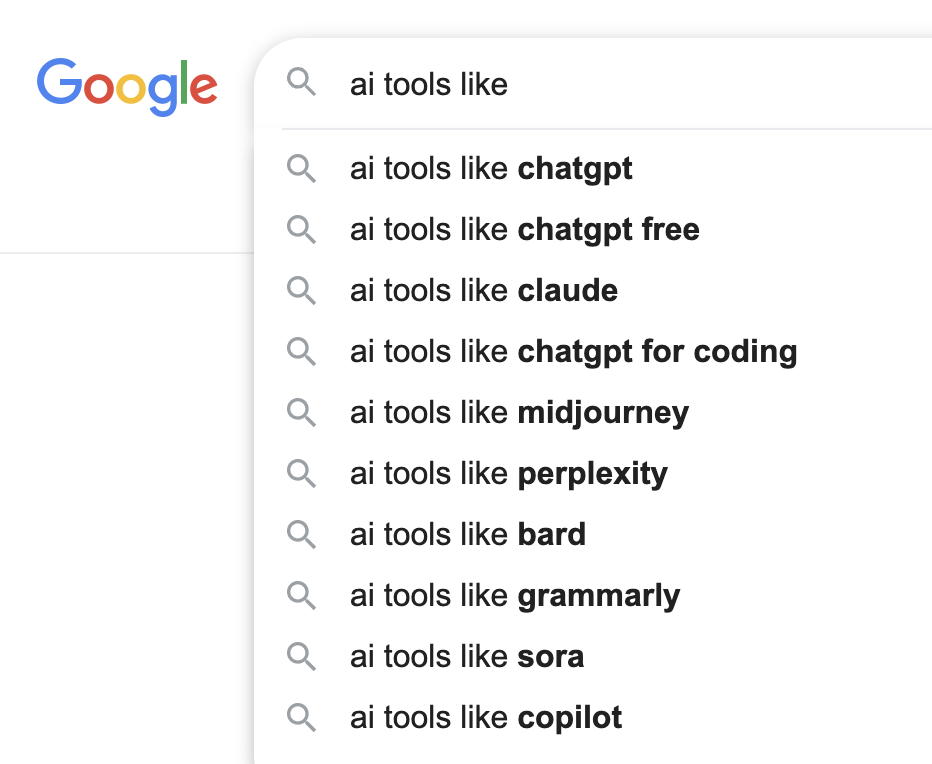 Google
ai tools like
ai tools like chatgpt
ai tools like chatgpt free
ai tools like claude
ai tools like chatgpt for coding
ai tools like midjourney
ai tools like perplexity
ai tools like bard
ai tools like grammarly
ai tools like sora
ai tools like copilot